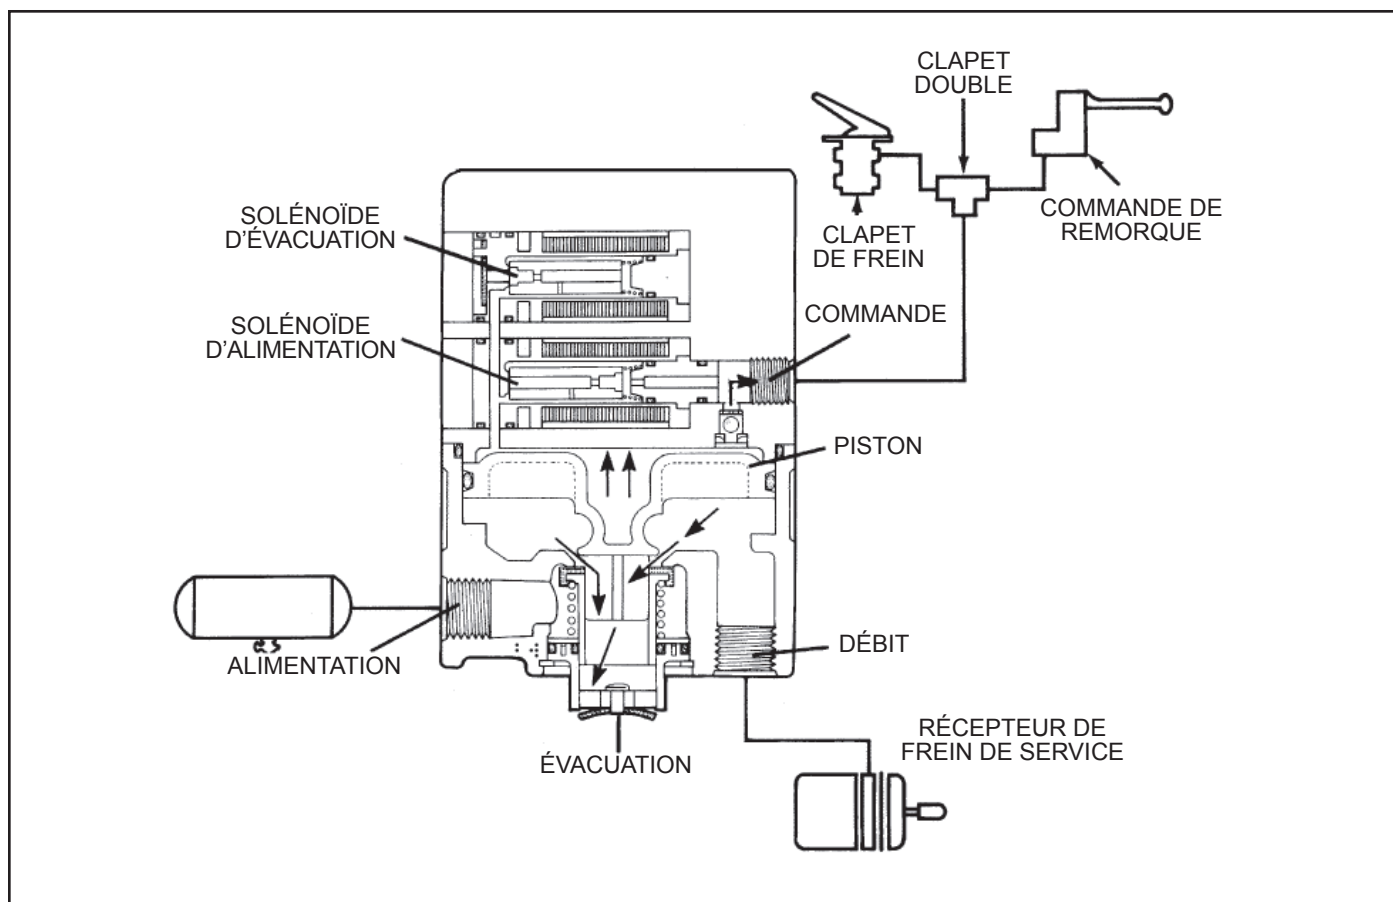 CLAPET
DOUBLE
CLAPET
DE FREIN
COMMANDE DE
REMORQUE
SOLÉNOÏDE
D'ÉVACUATION
SOLÉNOÏDE
D'ALIMENTATION
COMMANDE
PISTON
ALIMENTATION
DÉBIT
ÉVACUATION
RÉCEPTEUR DE
FREIN DE SERVICE